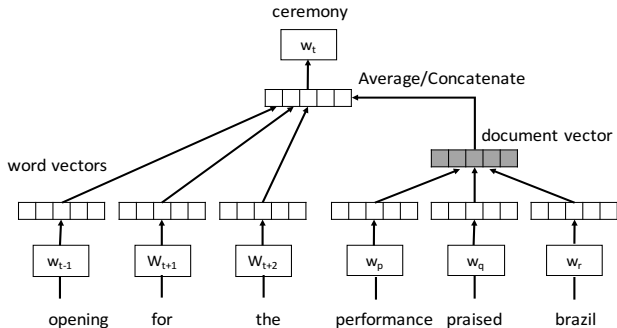 ceremony
w_t
Average/Concatenate
document vector
word vectors
w_t-1
W_t+1
W_t+2
w_p
w_q
w_r
opening for the performance praised brazil